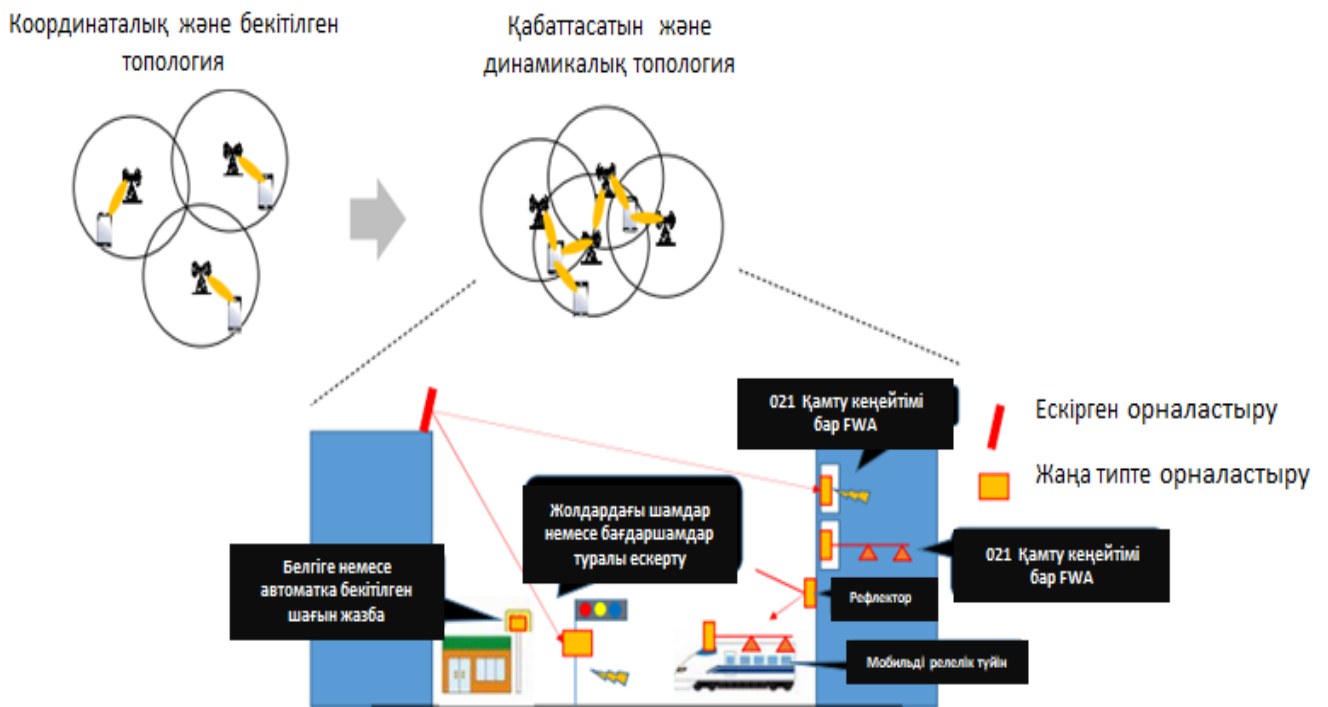 Координаталық және бекітілген
топология
Қабаттасатын және
динамикалық топология
021 Қамту кеңейтімі
бар FWA
Ескірген орналастыру
Жаңа типте орналастыру
Жолдардағы шамдар
немесе бағдаршамдар
туралы ескерту
021 Қамту кеңейтімі
бар FWA
Белгіге немесе
автоматка бекітілген
шағын жазба
Рефлектор
Мобильді релелік түйін